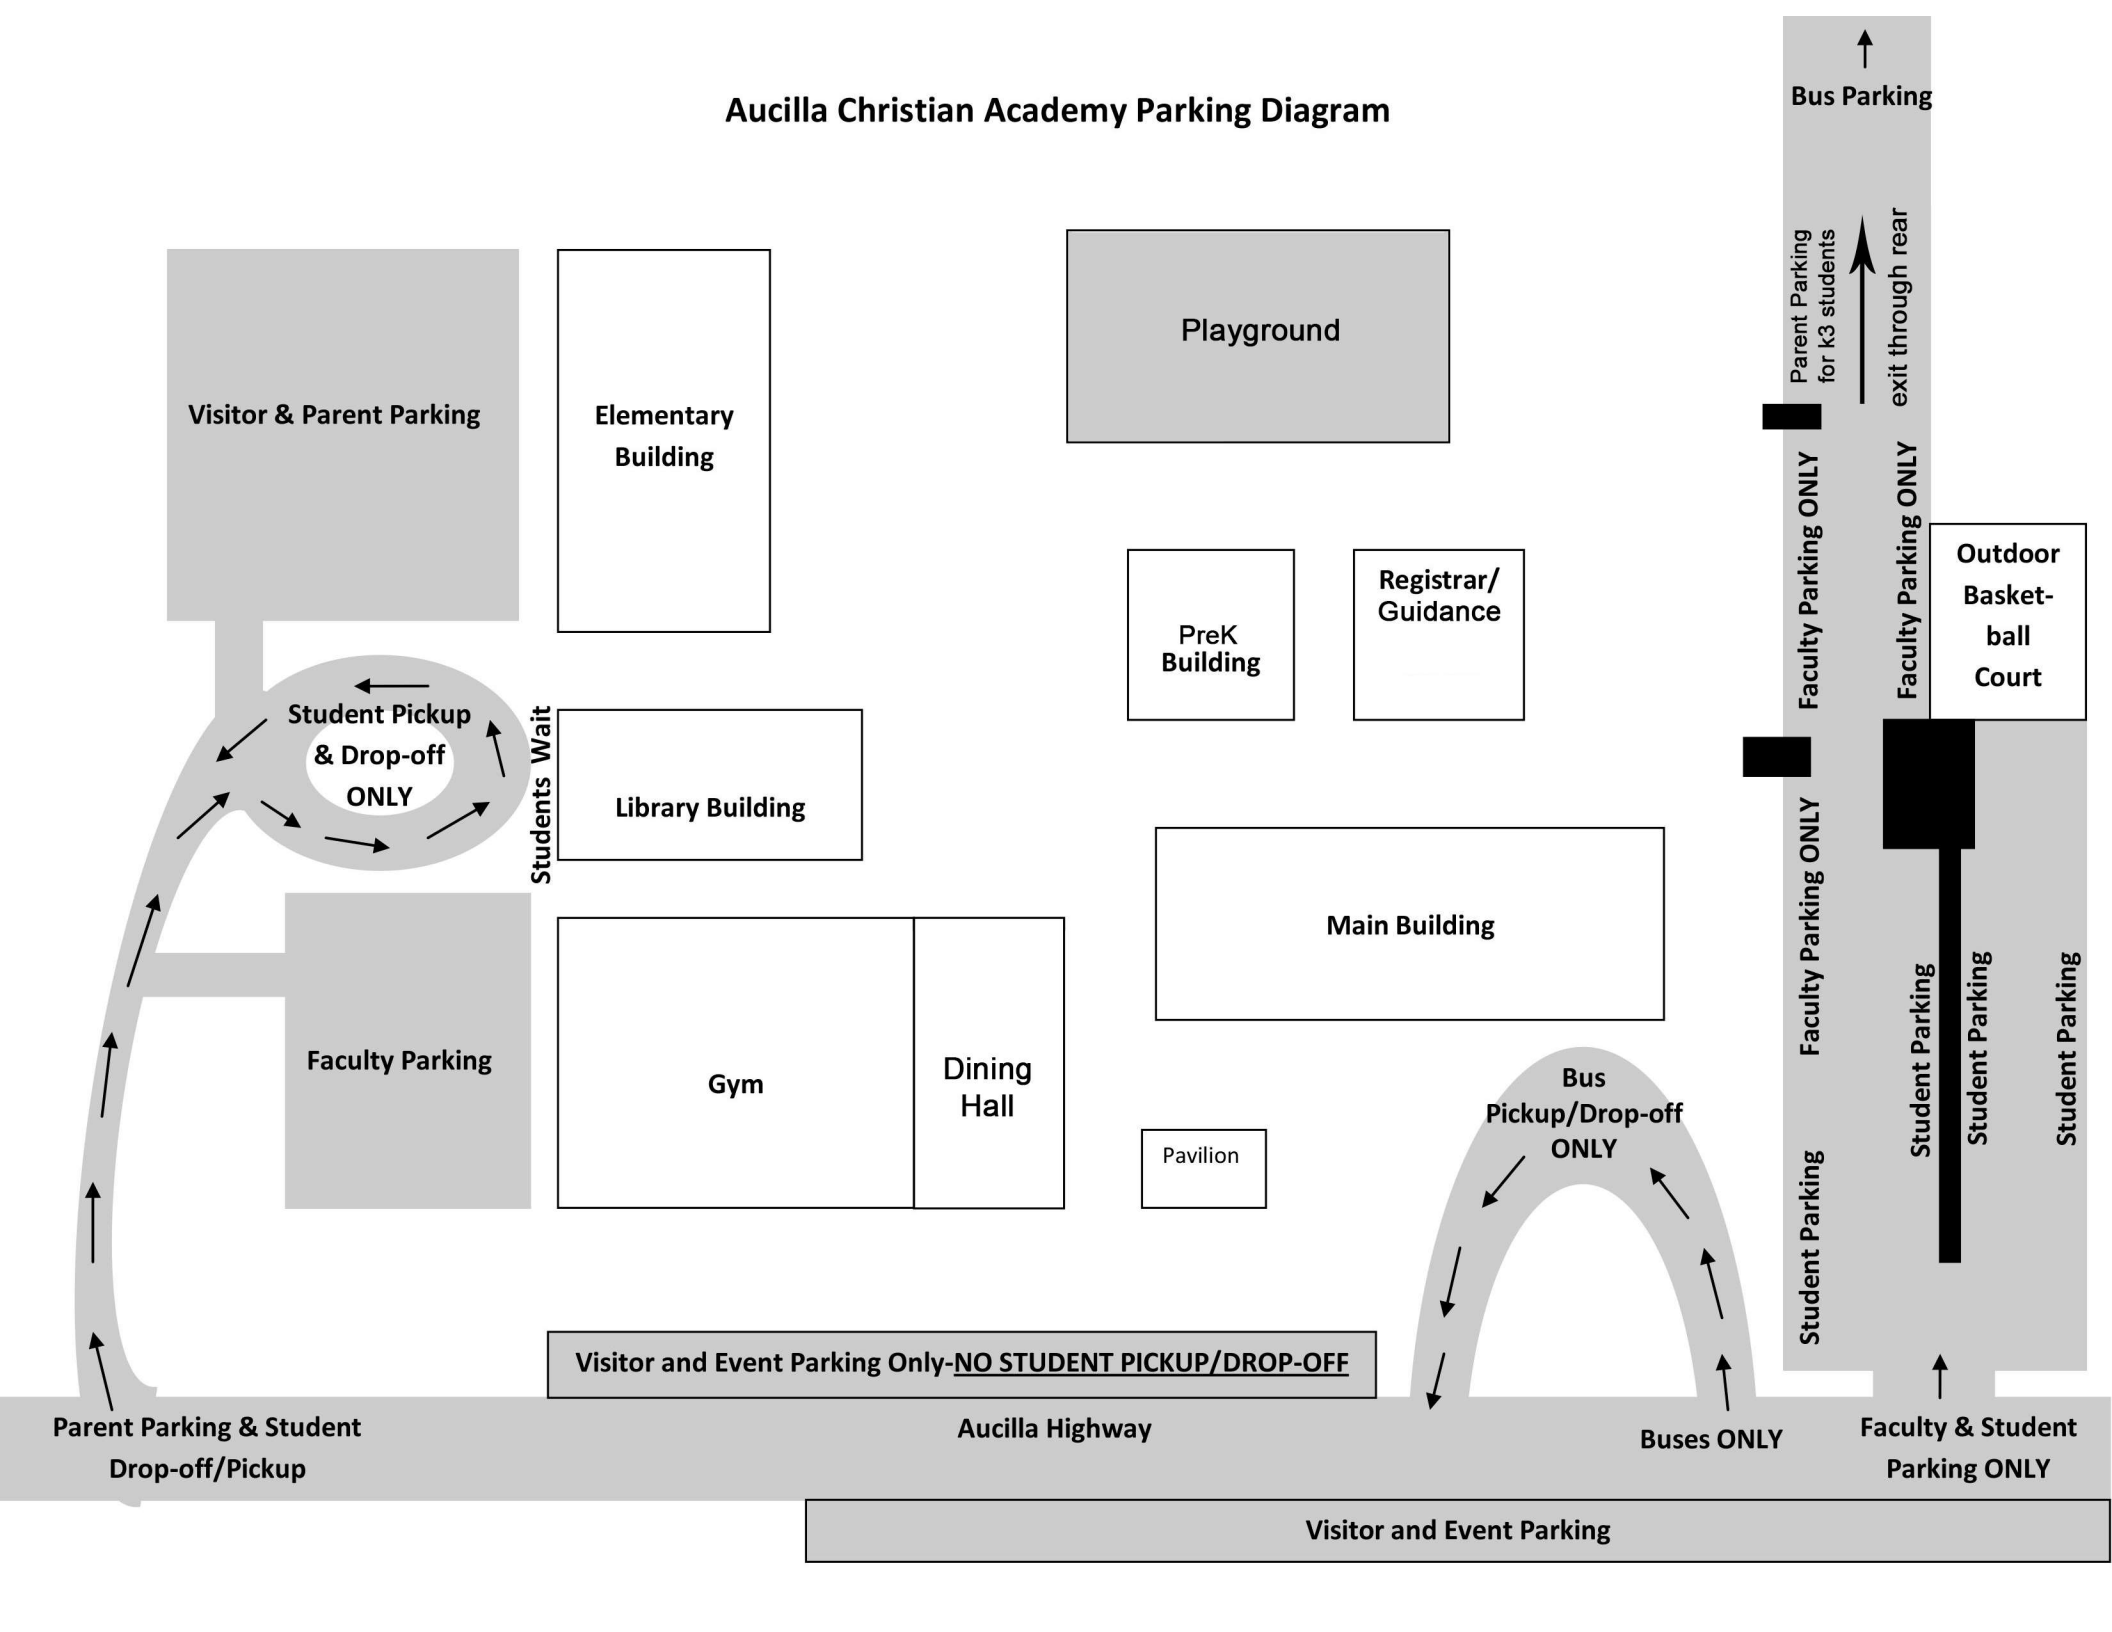 Aucilla Christian Academy Parking Diagram
Bus Parking
Parent Parking
for k3 students
exit through rear
Playground
Visitor & Parent Parking
Elementary
Building
Faculty Parking ONLY
Faculty Parking ONLY
Outdoor
Basket-
ball
Court
PreK
Building
Registrar/
Guidance
Student Pickup
& Drop-off
ONLY
Students Wait
Library Building
Main Building
Faculty Parking ONLY
Student Parking
Student Parking
Student Parking
Student Parking
Faculty Parking
Gym
Dining
Hall
Pavilion
Bus
Pickup/Drop-off
ONLY
Visitor and Event Parking Only-NO STUDENT PICKUP/DROP-OFF
Parent Parking & Student
Drop-off/Pickup
Aucilla Highway
Buses ONLY
Faculty & Student
Parking ONLY
Visitor and Event Parking